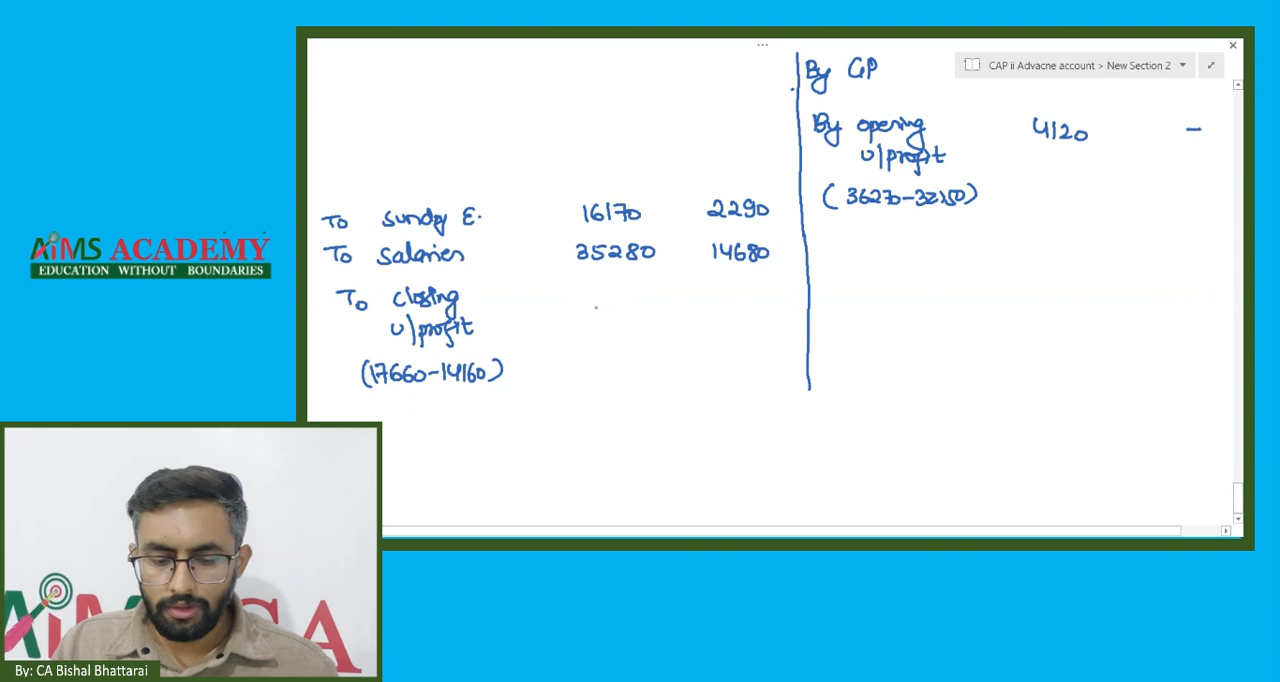 By GP
CAP ii Advacne account > New Section 2
By opening 4120 -
u/profit
(36270-32150)
To Sundry E. 16170 2290
To Salaries 35280 14680
To closing
u/profit
(17660-14160)
AIMS ACADEMY
EDUCATION WITHOUT BOUNDARIES
By: CA Bishal Bhattarai